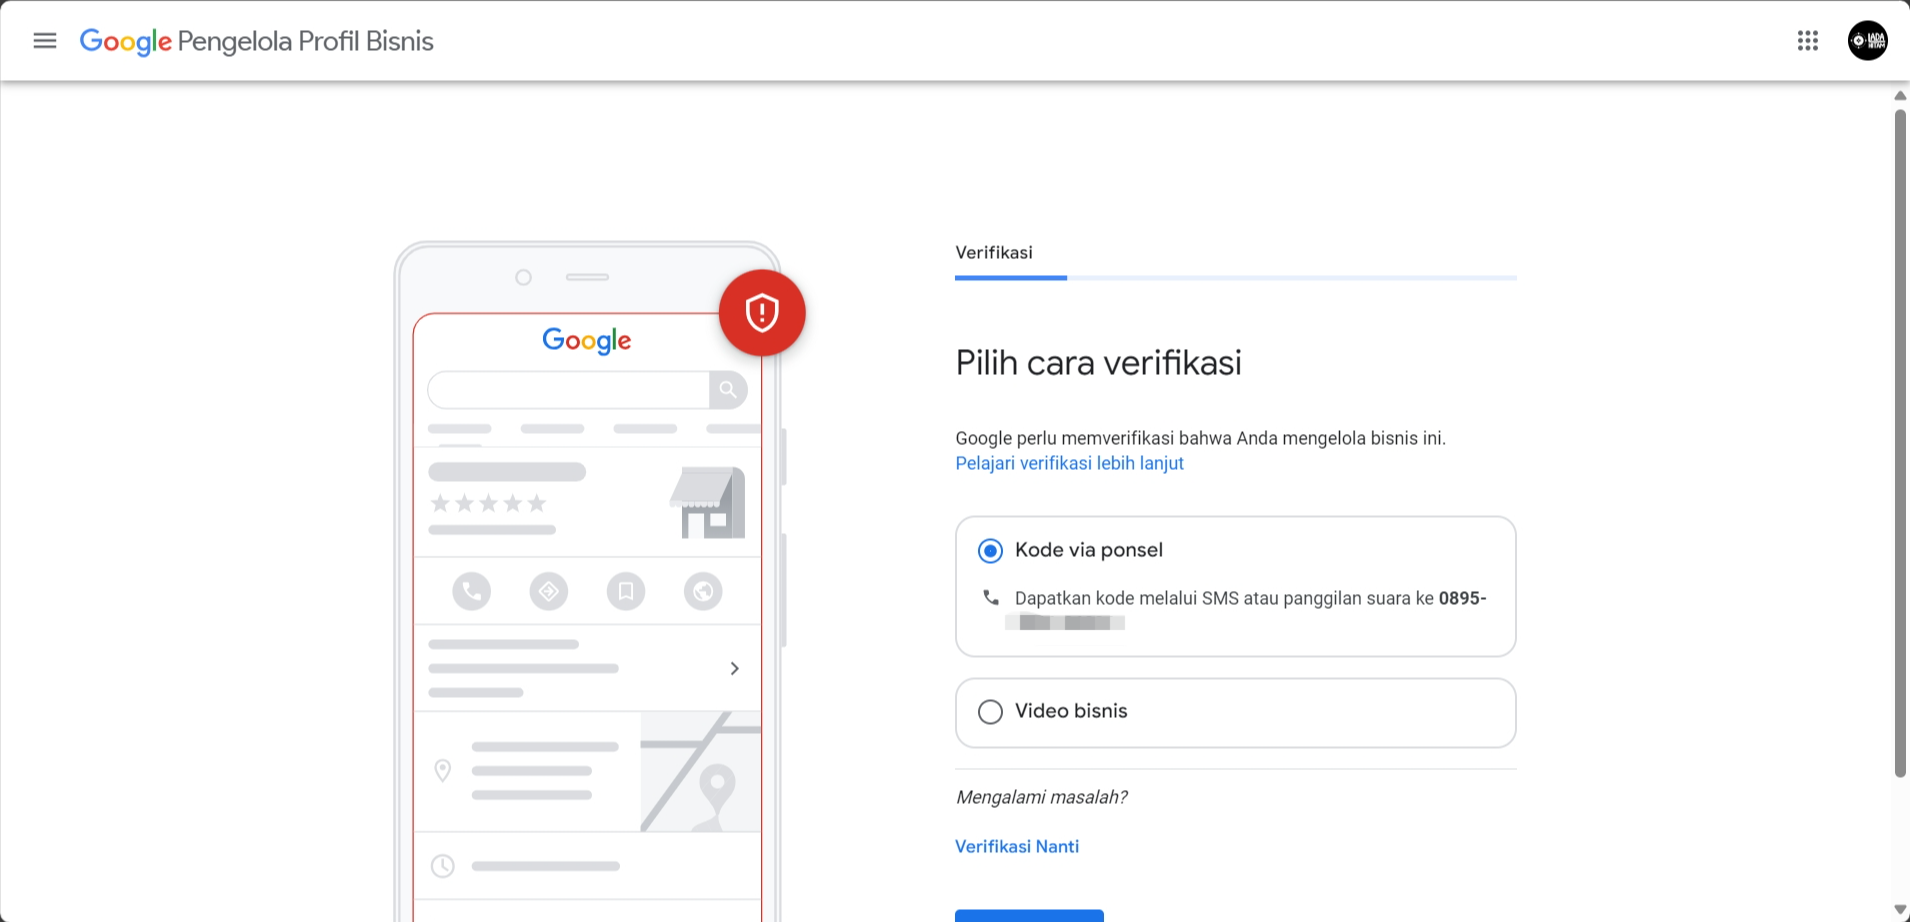 Google Pengelola Profil Bisnis
LADA
HITAM
Google
Verifikasi
Pilih cara verifikasi
Google perlu memverifikasi bahwa Anda mengelola bisnis ini.
Pelajari verifikasi lebih lanjut
Kode via ponsel
Dapatkan kode melalui SMS atau panggilan suara ke 0895-
Video bisnis
Mengalami masalah?
Verifikasi Nanti